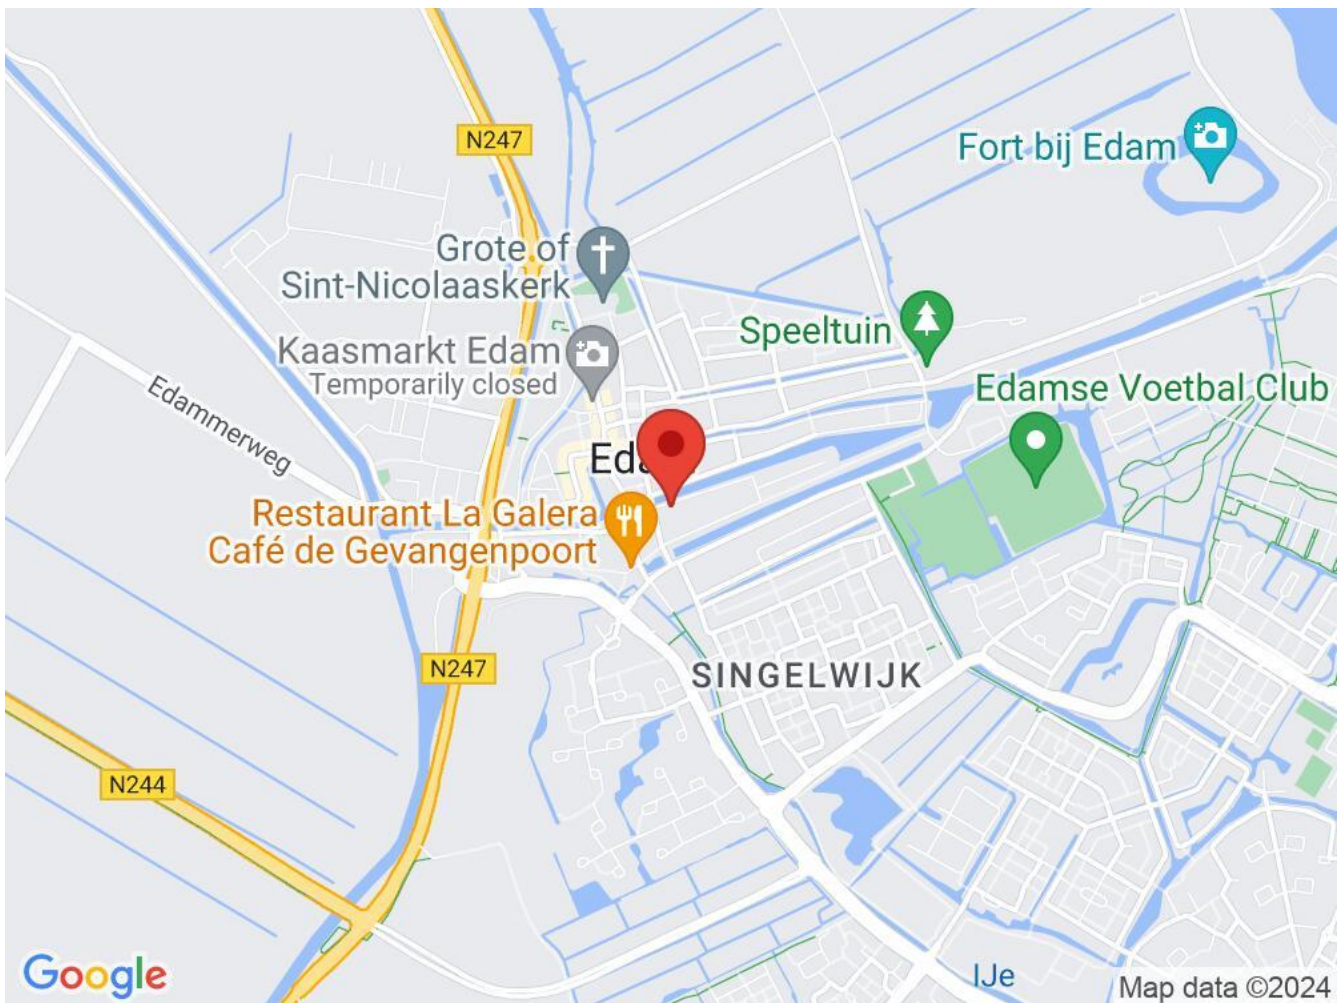 N247
Fort bij Edam
Grote of
Sint-Nicolaaskerk
Speeltuin
Kaasmarkt Edam
Temporarily closed
Edamse Voetbal Club
Edammerweg
Restaurant La Galera
Café de Gevangenpoort
N247
SINGELWIJK
N244
Google
IJe
Map data ©2024